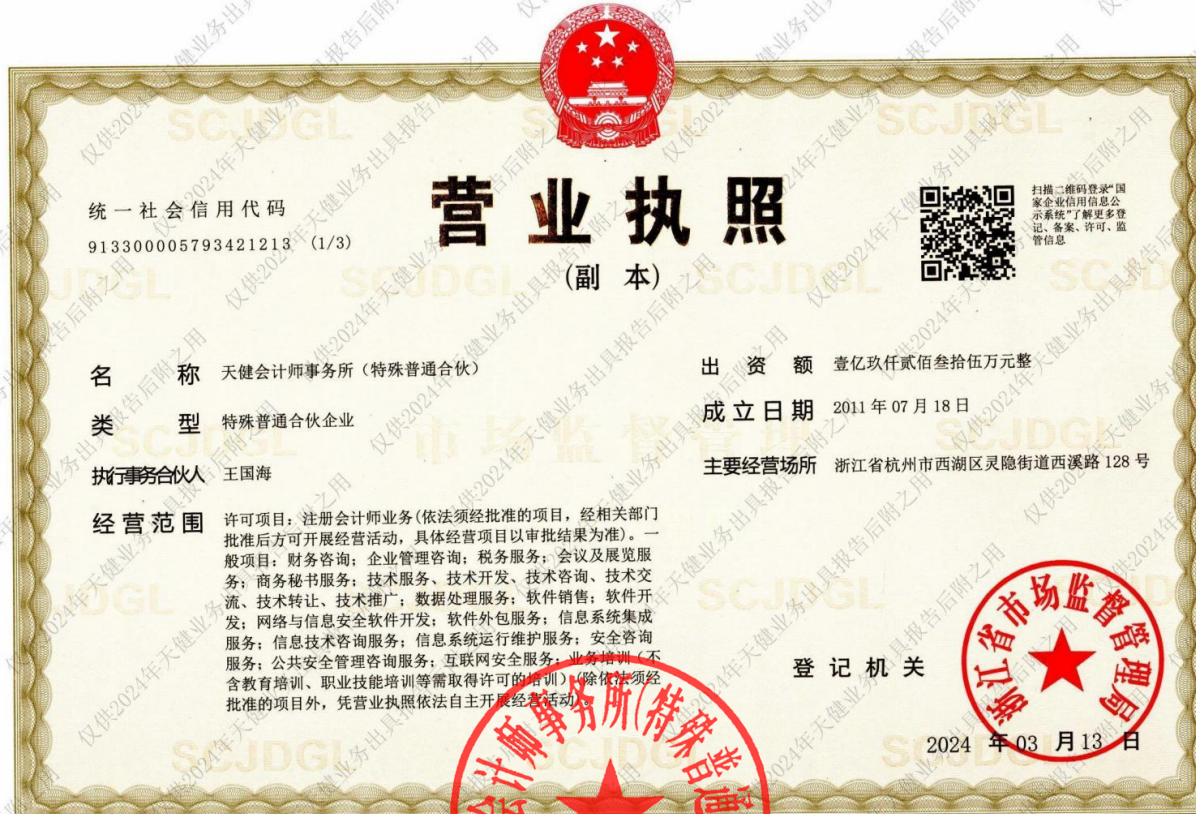 营业执照
(副 本)
统一社会信用代码
913300005793421213 (1/3)
扫描二维码登录“国
家企业信用信息公
示系统”了解更多登
记、备案、许可、监
管信息
名 称 天健会计师事务所（特殊普通合伙）
类 型 特殊普通合伙企业
执行事务合伙人 王国海
经营范围 许可项目：注册会计师业务(依法须经批准的项目，经相关部门
批准后方可开展经营活动，具体经营项目以审批结果为准)。一
般项目：财务咨询；企业管理咨询；税务服务；会议及展览服
务；商务秘书服务；技术服务、技术开发、技术咨询、技术交
流、技术转让、技术推广；数据处理服务；软件销售；软件开
发；网络与信息安全软件开发；软件外包服务；信息系统集成
服务；信息技术咨询服务；信息系统运行维护服务；安全咨询
服务；公共安全管理咨询服务；互联网安全服务；业务培训（不
含教育培训、职业技能培训等需取得许可的培训）(除依法须经
批准的项目外，凭营业执照依法自主开展经营活动)。
出 资 额 壹亿玖仟贰佰叁拾伍万元整
成立日期 2011年07月18日
主要经营场所 浙江省杭州市西湖区灵隐街道西溪路128号
登记机关
浙江省市场监督管理局
2024 年03 月13 日
会计师事务所(特殊普通
SCJDGL
市场监督管理
仅供2024年天健业务出具报告后附之用